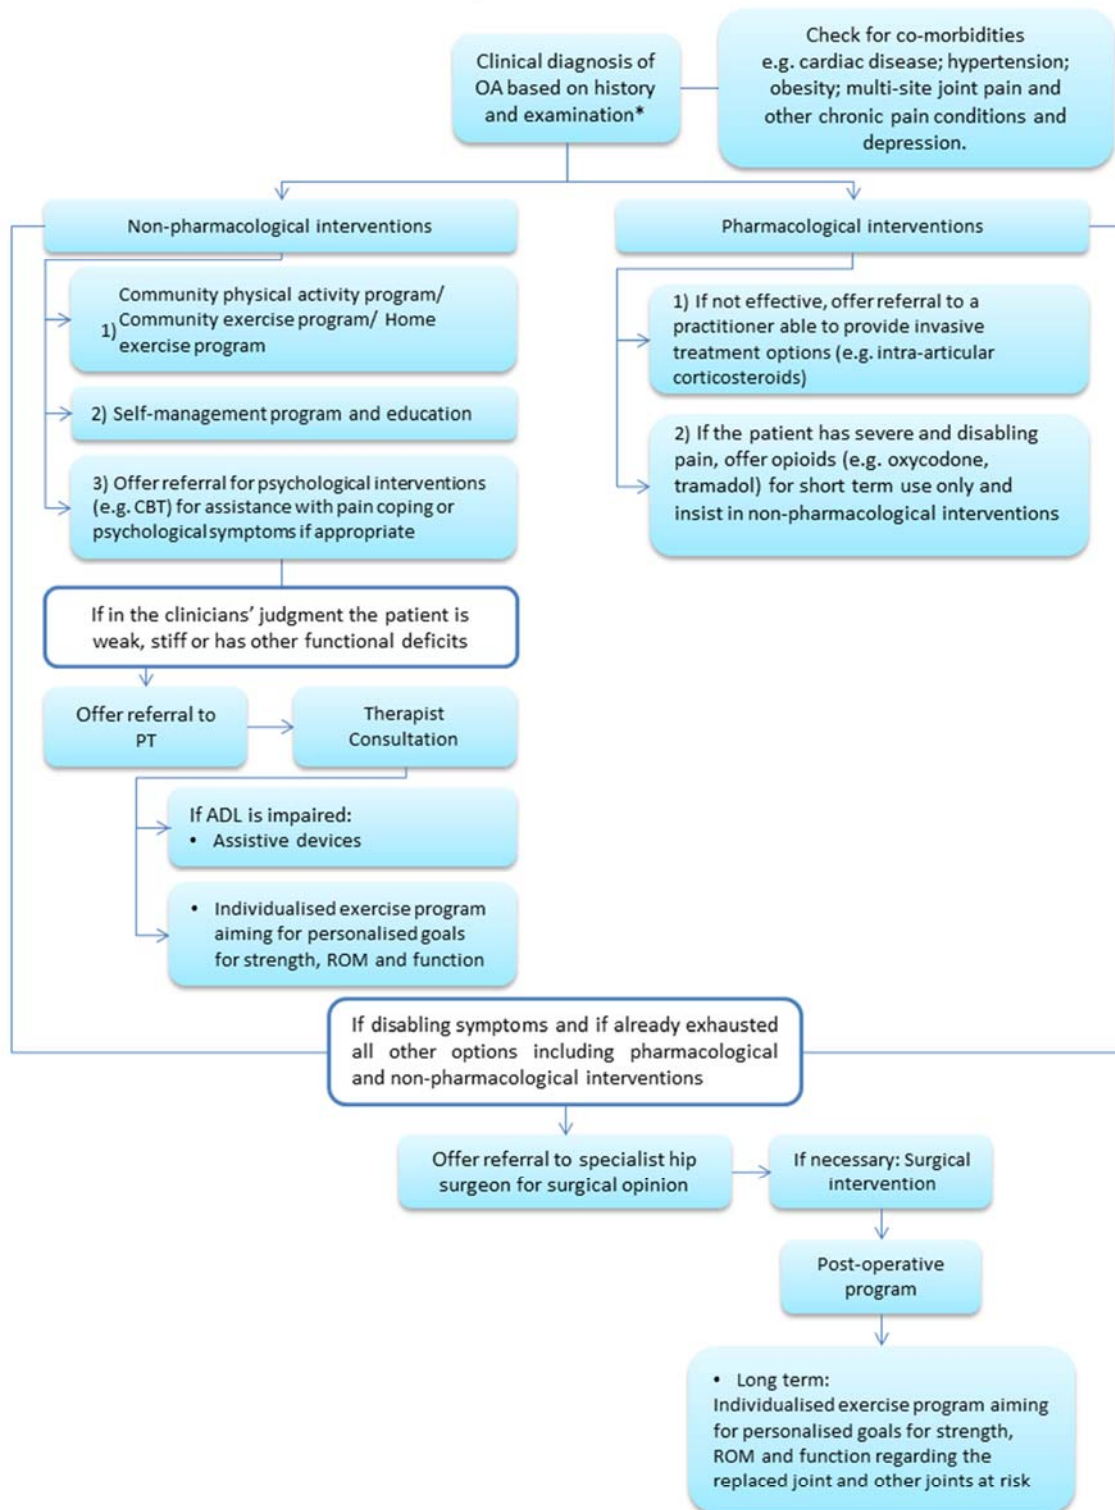 Clinical diagnosis of
OA based on history
and examination*
Check for co-morbidities
e.g. cardiac disease; hypertension;
obesity; multi-site joint pain and
other chronic pain conditions and
depression.
Non-pharmacological interventions
Pharmacological interventions
Community physical activity program/
1) Community exercise program/ Home
exercise program
2) Self-management program and education
3) Offer referral for psychological interventions
(e.g. CBT) for assistance with pain coping or
psychological symptoms if appropriate
1) If not effective, offer referral to a
practitioner able to provide invasive
treatment options (e.g. intra-articular
corticosteroids)
2) If the patient has severe and disabling
pain, offer opioids (e.g. oxycodone,
tramadol) for short term use only and
insist in non-pharmacological interventions
If in the clinicians’ judgment the patient is
weak, stiff or has other functional deficits
Offer referral to
PT
Therapist
Consultation
If ADL is impaired:
• Assistive devices
• Individualised exercise program
aiming for personalised goals
for strength, ROM and function
If disabling symptoms and if already exhausted
all other options including pharmacological
and non-pharmacological interventions
Offer referral to specialist hip
surgeon for surgical opinion
If necessary: Surgical
intervention
Post-operative
program
• Long term:
Individualised exercise program aiming
for personalised goals for strength,
ROM and function regarding the
replaced joint and other joints at risk